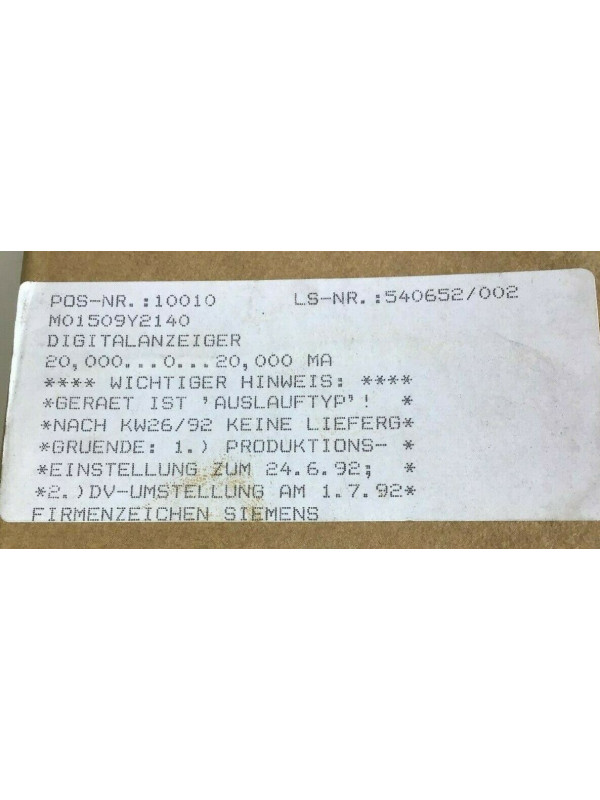 POS-NR.:10010 LS-NR.:540652/002
M01509Y2140
DIGITALANZEIGER
20,000...0...20,000 MA
**** WICHTIGER HINWEIS: ****
*GERAET IST 'AUSLAUFTYP'! *
*NACH KW26/92 KEINE LIEFERG*
*GRUENDE: 1.) PRODUKTIONS- *
*EINSTELLUNG ZUM 24.6.92; *
*2.)DV-UMSTELLUNG AM 1.7.92*
FIRMENZEICHEN SIEMENS